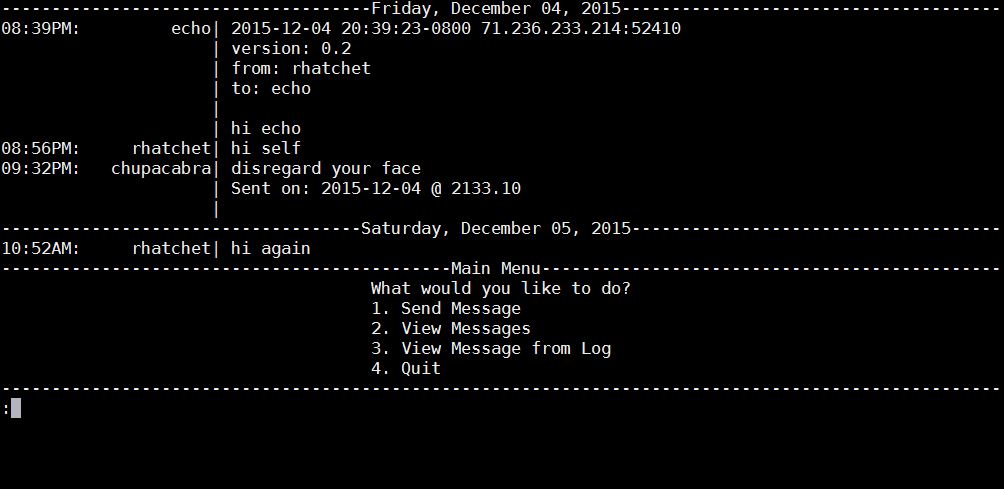 -------------------------------------Friday, December 04, 2015--------------------------------------
08:39PM:         echo| 2015-12-04 20:39:23-0800 71.236.233.214:52410
                     | version: 0.2
                     | from: rhatchet
                     | to: echo
                     |
                     | hi echo
08:56PM:     rhatchet| hi self
09:32PM:   chupacabra| disregard your face
                     | Sent on: 2015-12-04 @ 2133.10
                     |
------------------------------------Saturday, December 05, 2015-------------------------------------
10:52AM:     rhatchet| hi again
---------------------------------------------Main Menu----------------------------------------------
                                     What would you like to do?
                                     1. Send Message
                                     2. View Messages
                                     3. View Message from Log
                                     4. Quit
----------------------------------------------------------------------------------------------------
: